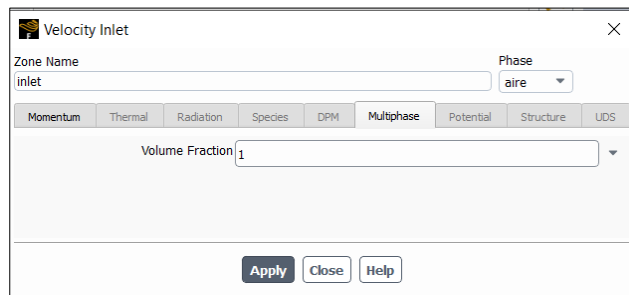 Velocity Inlet
Zone Name
Phase
inlet
aire
Momentum Thermal Radiation Species DPM Multiphase Potential Structure UDS
Volume Fraction 1
Apply Close Help